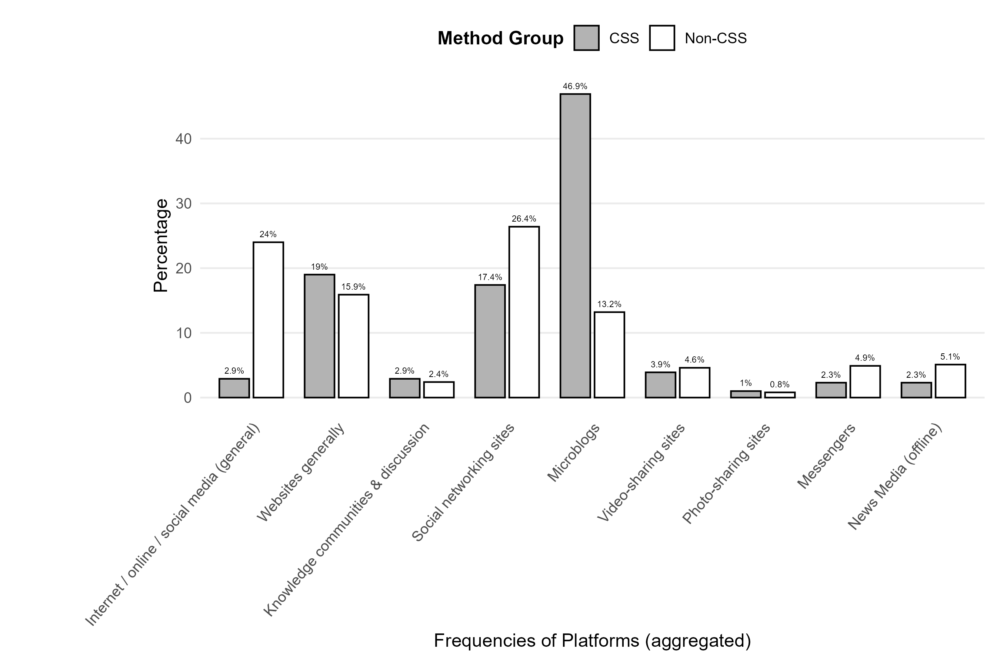 Method Group CSS Non-CSS
46.9%
40
Percentage
30
26.4%
24%
20
19%
17.4%
15.9%
13.2%
10
5.1%
4.9%
4.6%
3.9%
2.9%
2.9%
2.4%
2.3%
2.3%
1%
0.8%
0
Internet / online / social media (general)
Websites generally
Knowledge communities & discussion
Social networking sites
Microblogs
Video-sharing sites
Photo-sharing sites
Messengers
News Media (offline)
Frequencies of Platforms (aggregated)